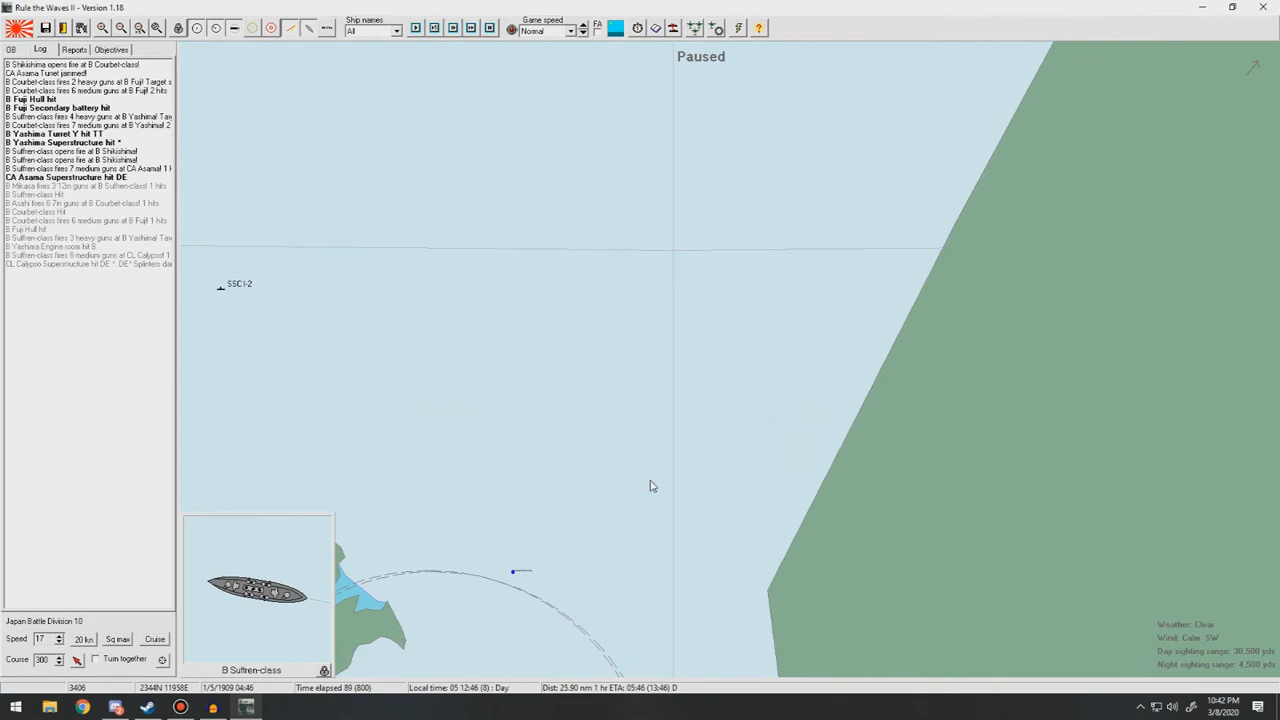 Rule the Waves II - Version 1.18
Ship names
All
Game speed
Normal
FA
OB Log Reports Objectives
Paused
B Shikishima opens fire at B Courbet-class!
CA Asama Turret jammed!
B Courbet-class fires 2 heavy guns at B Fuji! Target s
B Courbet-class fires 6 medium guns at B Fuji! 2 hits
B Fuji Hull hit
B Fuji Secondary battery hit
B Suffren-class fires 4 heavy guns at B Yashima! Tar
B Courbet-class fires 7 medium guns at B Yashima! 2
B Yashima Turret Y hit TT
B Yashima Superstructure hit *
B Suffren-class opens fire at B Shikishima!
B Suffren-class opens fire at B Shikishima!
B Suffren-class fires 7 medium guns at CA Asama! 1 h
CA Asama Superstructure hit DE
B Mikasa fires 3 12in guns at B Suffren-class! 1 hits
B Suffren-class Hit
B Asahi fires 6 7in guns at B Courbet-class! 1 hits
B Courbet-class Hit
B Courbet-class fires 6 medium guns at B Fuji! 1 hits
B Fuji Hull hit
B Suffren-class fires 3 heavy guns at B Yashima! Tar
B Yashima Engine room hit B
B Suffren-class fires 8 medium guns at CL Calypso! 1
CL Calypso Superstructure hit DE * DE* Splinters da
SSC I-2
Japan Battle Division 10
Speed 17 20 kn Sq max Cruise
Course 300 Turn together
B Suffren-class
Weather: Clear
Wind: Calm SW
Day sighting range: 30,500 yds
Night sighting range: 4,500 yds
3406 2344N 11958E 1/5/1909 04:46 Time elapsed 89 (800) Local time: 05:12:46 (8) : Day Dist: 25.90 nm 1 hr ETA: 05:46 (13:46) D
10:42 PM
3/8/2020